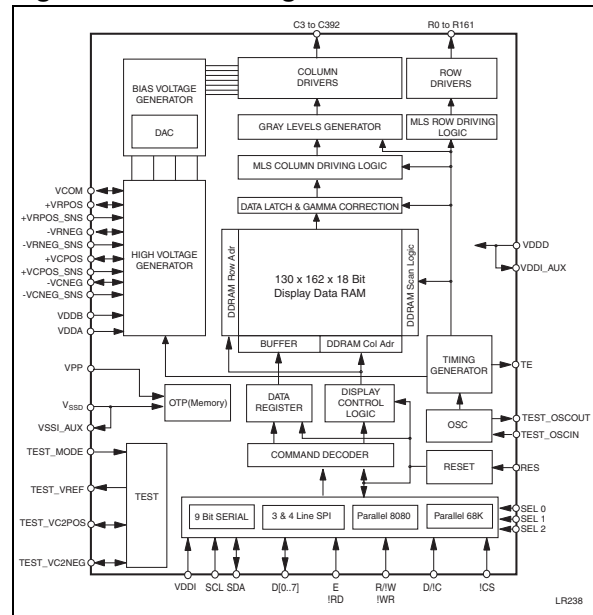 C3 to C392
R0 to R161
COLUMN
DRIVERS
ROW
DRIVERS
BIAS VOLTAGE
GENERATOR
DAC
GRAY LEVELS GENERATOR
MLS ROW DRIVING
LOGIC
MLS COLUMN DRIVING LOGIC
DATA LATCH & GAMMA CORRECTION
VCOM
+VRPOS
+VRPOS_SNS
-VRNEG
-VRNEG_SNS
+VCPOS
+VCPOS_SNS
-VCNEG
-VCNEG_SNS
VDDB
VDDA
HIGH VOLTAGE
GENERATOR
DDRAM Row Adr
130 x 162 x 18 Bit
Display Data RAM
DDRAM Scan Logic
BUFFER
DDRAM Col Adr
VDDD
VDDI_AUX
TIMING
GENERATOR
TE
VPP
VSSD
VSSI_AUX
OTP(Memory)
DATA
REGISTER
DISPLAY
CONTROL
LOGIC
OSC
TEST_OSCOUT
TEST_OSCIN
COMMAND DECODER
RESET
RES
TEST_MODE
TEST_VREF
TEST_VC2POS
TEST_VC2NEG
TEST
9 Bit SERIAL
3 & 4 Line SPI
Parallel 8080
Parallel 68K
SEL 0
SEL 1
SEL 2
VDDI
SCL
SDA
D[0..7]
E
!RD
R/!W
!WR
D/!C
!CS
LR238